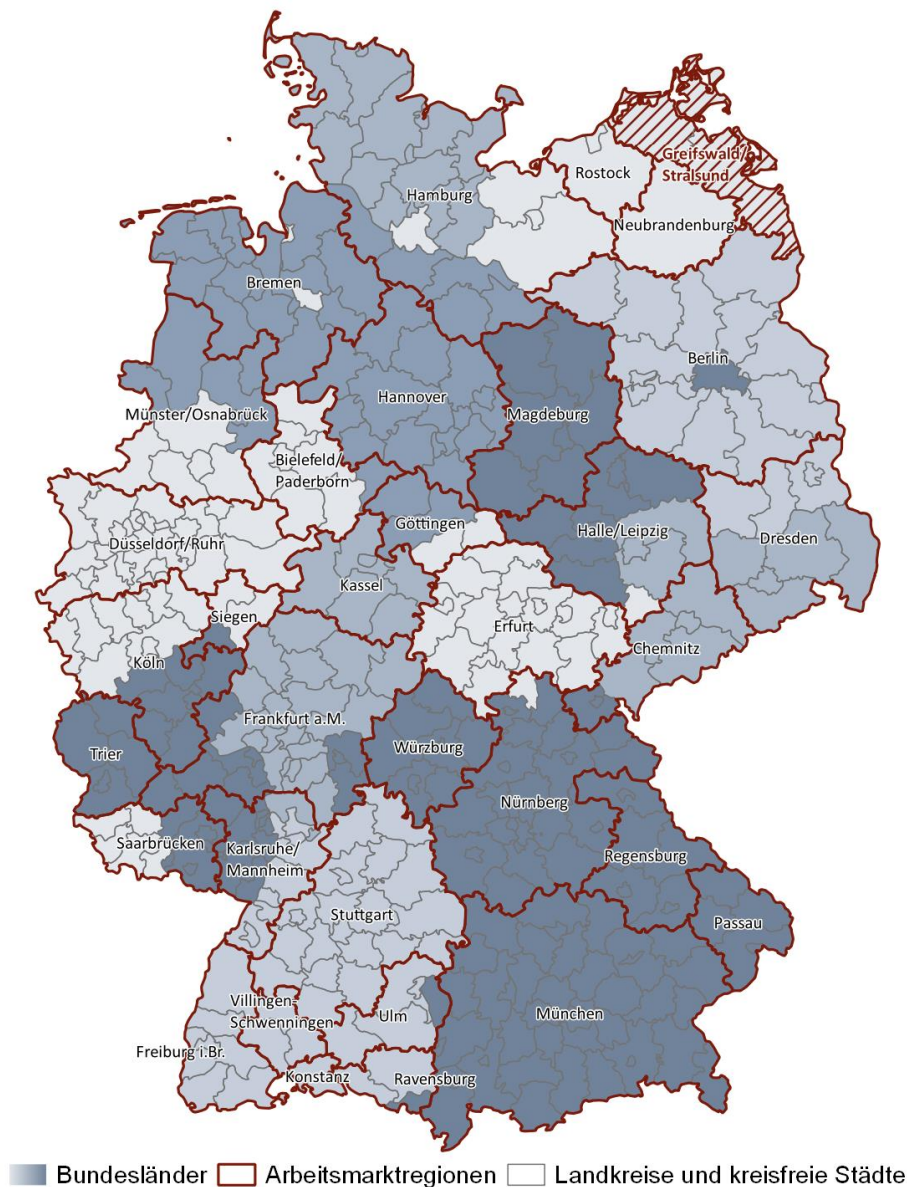 Greifswald/
Stralsund
Rostock
Hamburg
Neubrandenburg
Bremen
Berlin
Hannover
Münster/Osnabrück
Magdeburg
Bielefeld/
Paderborn
Göttingen
Halle/Leipzig
Düsseldorf/Ruhr
Dresden
Kassel
Siegen
Erfurt
Chemnitz
Köln
Frankfurt a.M.
Würzburg
Trier
Nürnberg
Saarbrücken
Karlsruhe/
Mannheim
Regensburg
Stuttgart
Passau
Villingen-
Schwenningen
Ulm
München
Freiburg i.Br.
Konstanz
Ravensburg
Bundesländer Arbeitsmarktregionen Landkreise und kreisfreie Städte